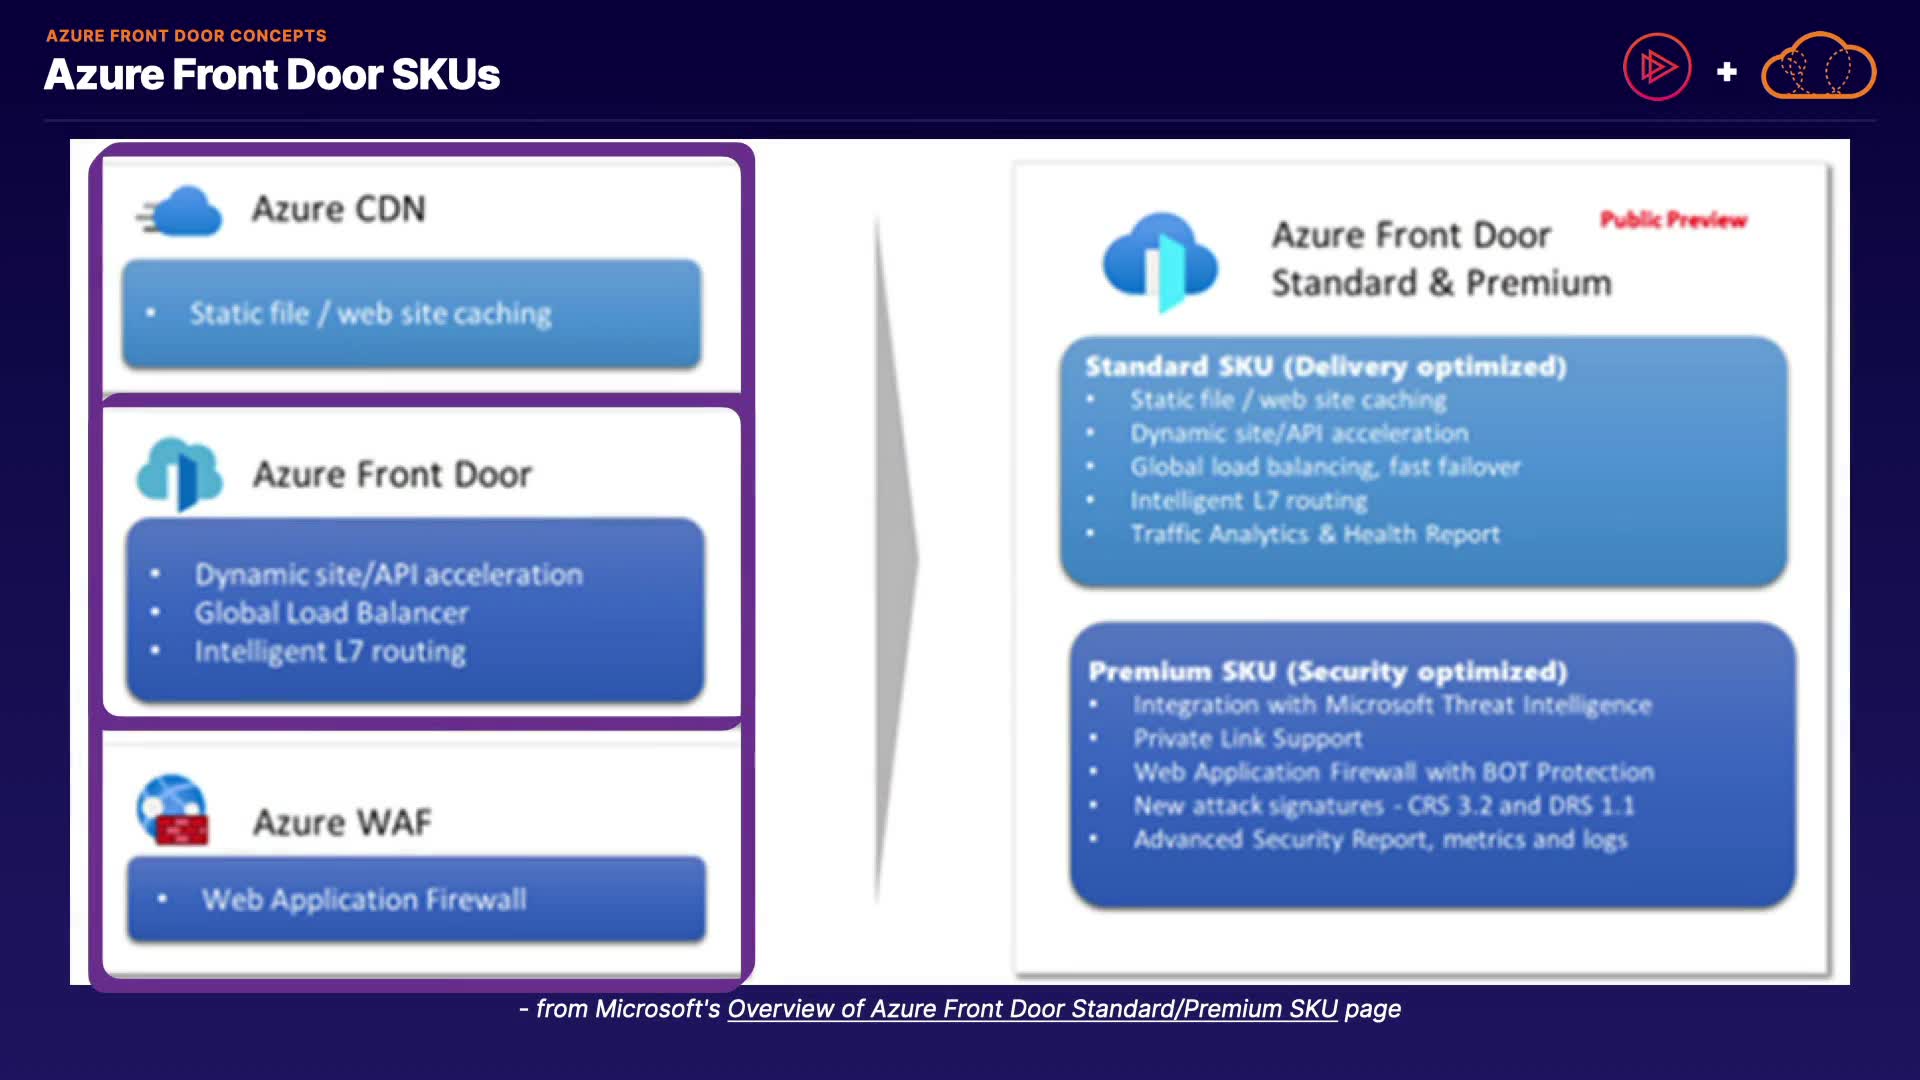 AZURE FRONT DOOR CONCEPTS
Azure Front Door SKUs
+
Azure CDN
• Static file / web site caching
Azure Front Door
• Dynamic site/API acceleration
• Global Load Balancer
• Intelligent L7 routing
Azure WAF
• Web Application Firewall
Azure Front Door
Standard & Premium
Public Preview
Standard SKU (Delivery optimized)
• Static file / web site caching
• Dynamic site/API acceleration
• Global load balancing, fast failover
• Intelligent L7 routing
• Traffic Analytics & Health Report
Premium SKU (Security optimized)
• Integration with Microsoft Threat Intelligence
• Private Link Support
• Web Application Firewall with BOT Protection
• New attack signatures - CRS 3.2 and DRS 1.1
• Advanced Security Report, metrics and logs
- from Microsoft's Overview of Azure Front Door Standard/Premium SKU page